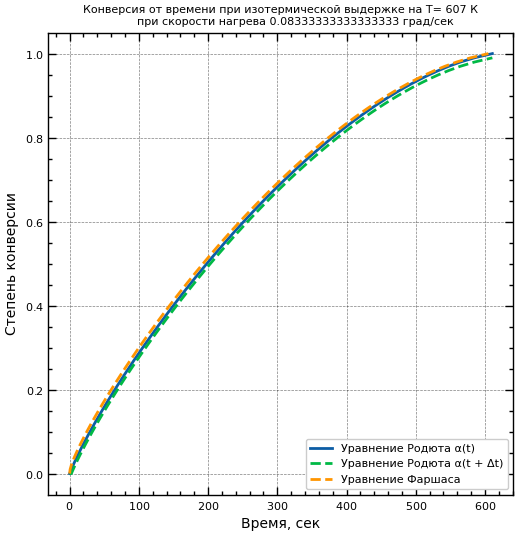 Конверсия от времени при изотермической выдержке на T= 607 K
при скорости нагрева 0.08333333333333333 град/сек
1.0
0.8
0.6
0.4
0.2
0.0
Степень конверсии
Уравнение Родюта α(t)
Уравнение Родюта α(t + Δt)
Уравнение Фаршаса
0 100 200 300 400 500 600
Время, сек